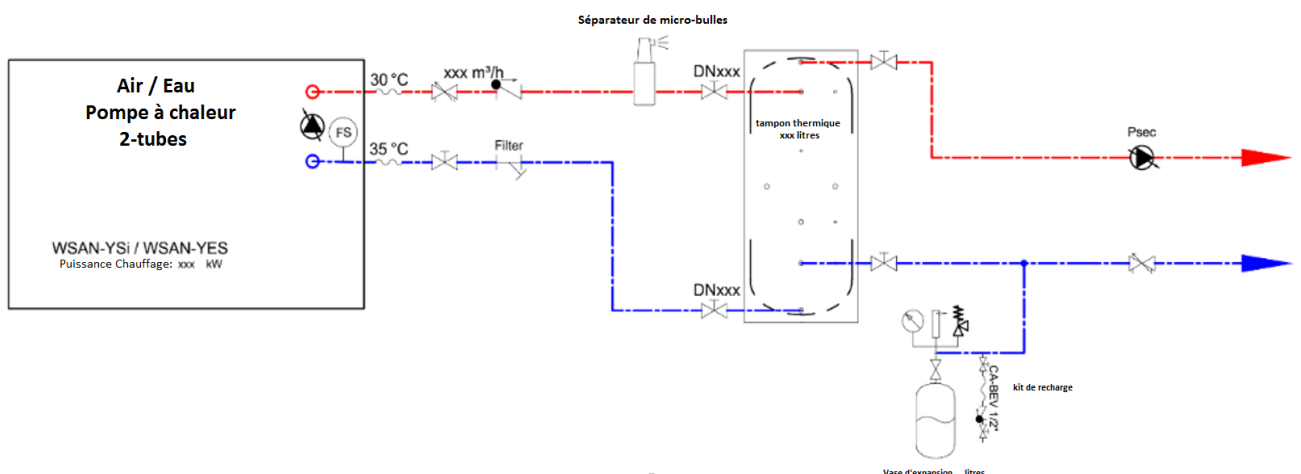 Séparateur de micro-bulles
Air / Eau
Pompe à chaleur
2-tubes
30 °C
xxx m³/h
DNxxx
FS
35 °C
Filter
tampon thermique
xxx litres
Psec
WSAN-YSi / WSAN-YES
Puissance Chauffage: xxx kW
DNxxx
CA-BEV 1/2"
kit de recharge
Vase d'expansion litres